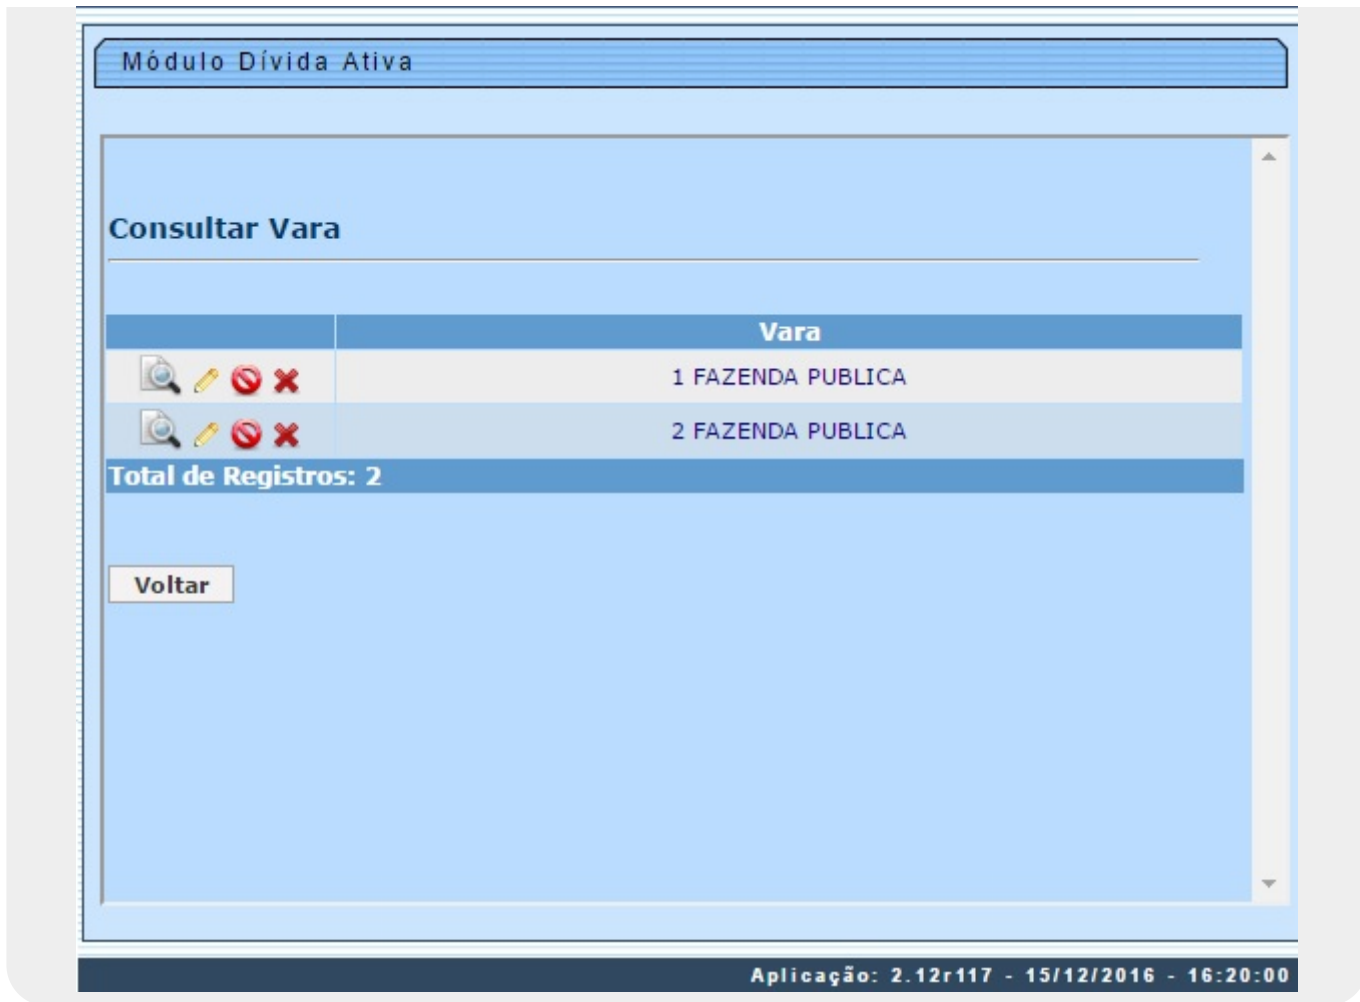 Módulo Dívida Ativa
Consultar Vara
Vara
1 FAZENDA PUBLICA
2 FAZENDA PUBLICA
Total de Registros: 2
Voltar
Aplicação: 2.12r117 - 15/12/2016 - 16:20:00